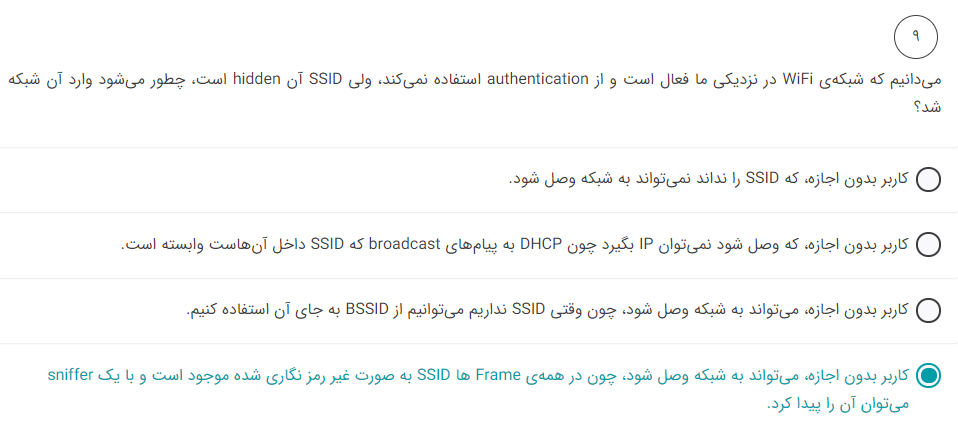 ۹
می‌دانیم که شبکه‌ی WiFi در نزدیکی ما فعال است و از authentication استفاده نمی‌کند، ولی SSID آن hidden است، چطور می‌شود وارد آن شبکه
شد؟
کاربر بدون اجازه، که SSID را نداند نمی‌تواند به شبکه وصل شود.
کاربر بدون اجازه، که وصل شود نمی‌توان IP بگیرد چون DHCP به پیام‌های broadcast که SSID داخل آن‌هاست وابسته است.
کاربر بدون اجازه، می‌تواند به شبکه وصل شود، چون وقتی SSID نداریم می‌توانیم از BSSID به جای آن استفاده کنیم.
کاربر بدون اجازه، می‌تواند به شبکه وصل شود، چون در همه‌ی Frame ها SSID به صورت غیر رمز نگاری شده موجود است و با یک sniffer
می‌توان آن را پیدا کرد.